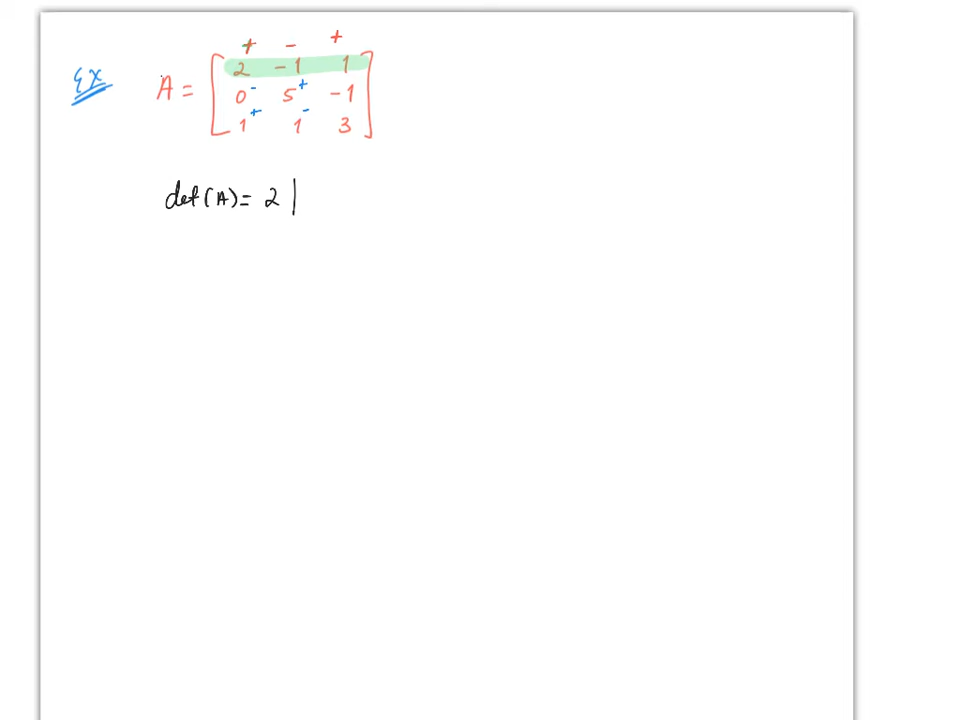 + - +
Ex A = [ 2 -1 1
0 - 5 + -1
1 + 1 - 3 ]
det(A) = 2 |